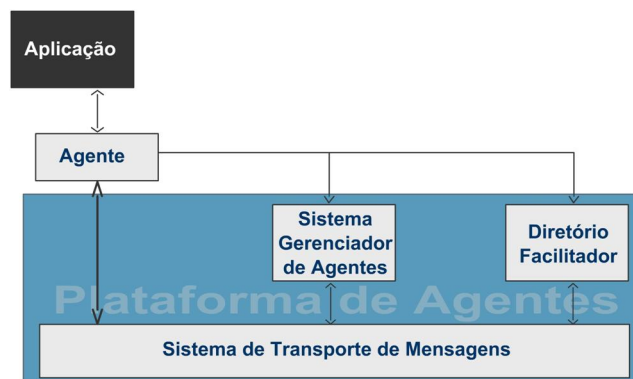 Aplicação
Agente
Sistema
Gerenciador
de Agentes
Diretório
Facilitador
Plataforma de Agentes
Sistema de Transporte de Mensagens